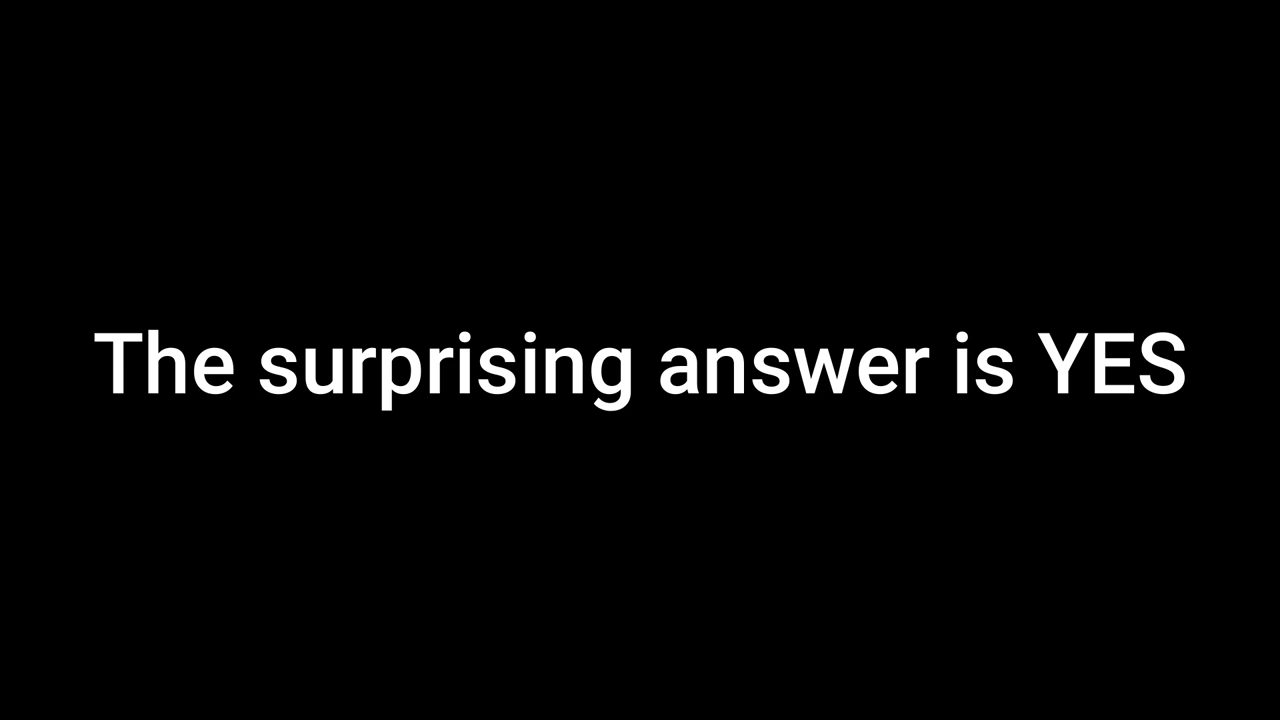 The surprising answer is YES